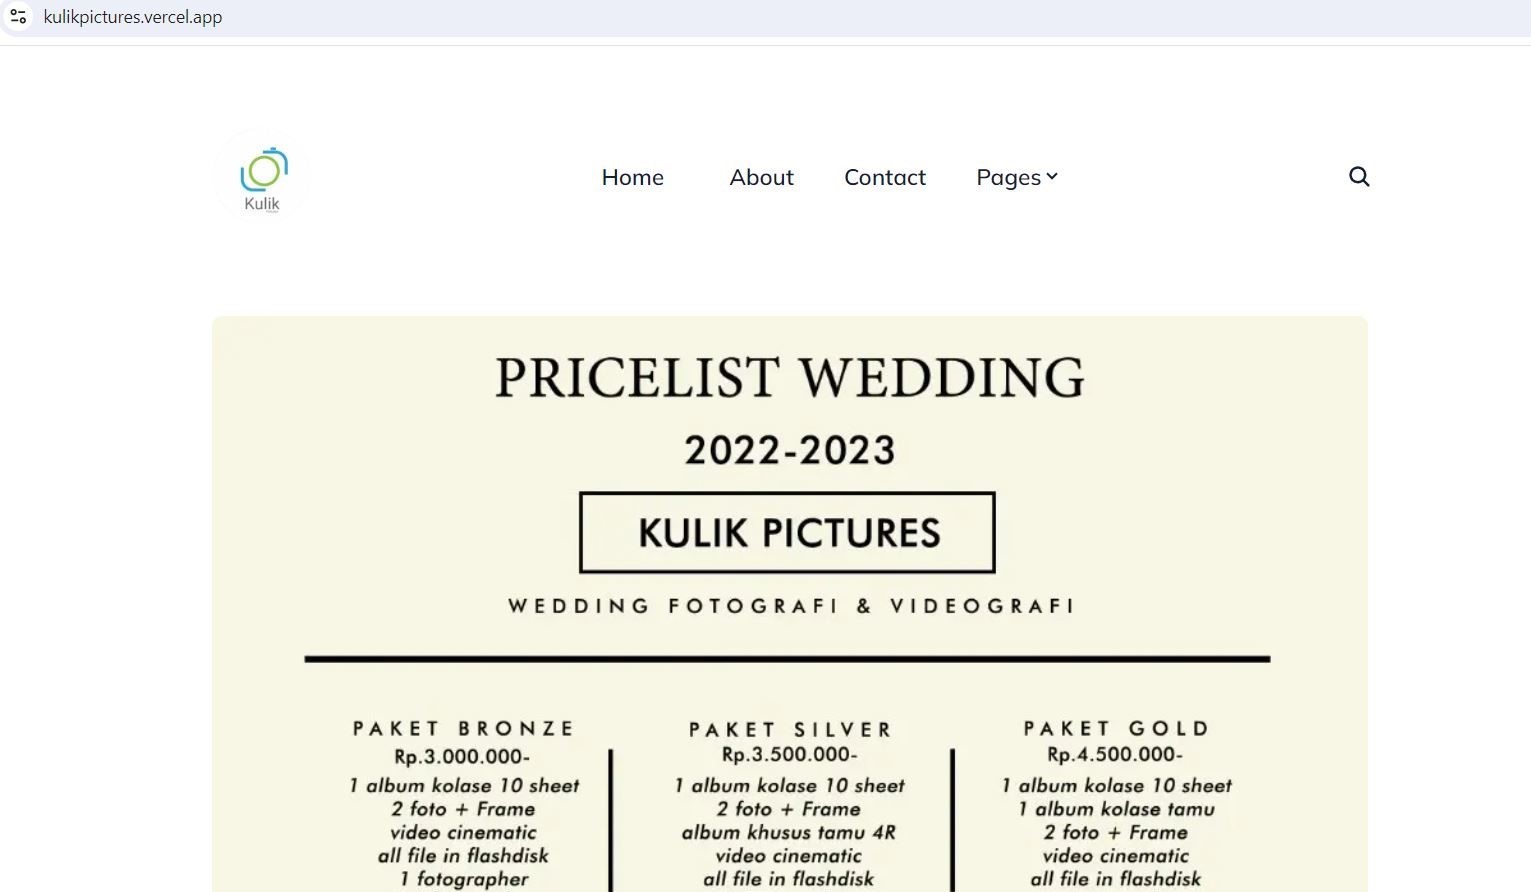 kulikpictures.vercel.app
Kulik
Home About Contact Pages
PRICELIST WEDDING
2022-2023
KULIK PICTURES
WEDDING FOTOGRAFI & VIDEOGRAFI
PAKET BRONZE
Rp.3.000.000-
1 album kolase 10 sheet
2 foto + Frame
video cinematic
all file in flashdisk
1 fotographer
PAKET SILVER
Rp.3.500.000-
1 album kolase 10 sheet
2 foto + Frame
album khusus tamu 4R
video cinematic
all file in flashdisk
PAKET GOLD
Rp.4.500.000-
1 album kolase 10 sheet
1 album kolase tamu
2 foto + Frame
video cinematic
all file in flashdisk